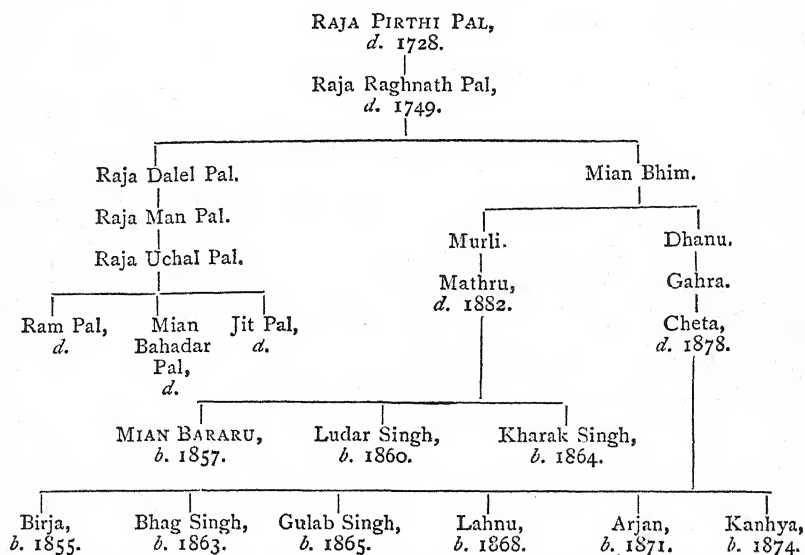 RAJA PIRTHI PAL,
d. 1728.
Raja Raghnath Pal,
d. 1749.
Raja Dalel Pal.
Mian Bhim.
Raja Man Pal.
Murli.
Dhanu.
Raja Uchal Pal.
Mathru,
d. 1882.
Gahra.
Ram Pal,
d.
Mian
Bahadar
Pal,
d.
Jit Pal,
d.
Cheta,
d. 1878.
MIAN BARARU,
b. 1857.
Ludar Singh,
b. 1860.
Kharak Singh,
b. 1864.
Birja,
b. 1855.
Bhag Singh,
b. 1863.
Gulab Singh,
b. 1865.
Lahnu,
b. 1868.
Arjan,
b. 1871.
Kanhya,
b. 1874.